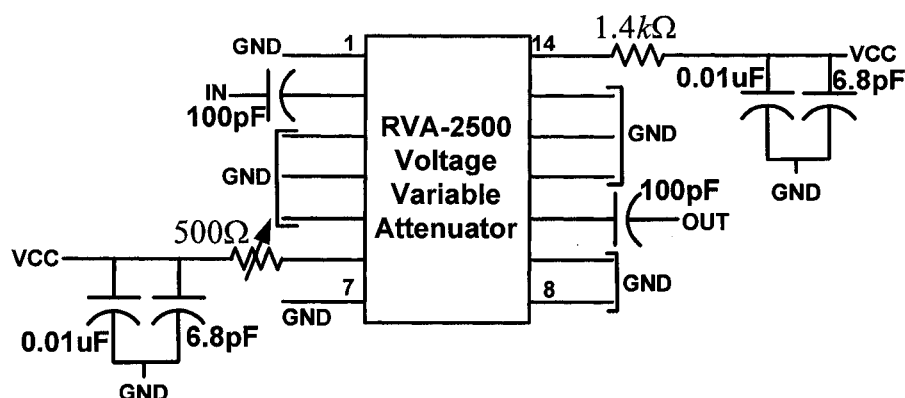 GND
1
14
1.4kΩ
VCC
IN
100pF
0.01uF
6.8pF
RVA-2500
Voltage
Variable
Attenuator
GND
GND
GND
100pF
OUT
500Ω
VCC
7
8
GND
GND
0.01uF
6.8pF
GND